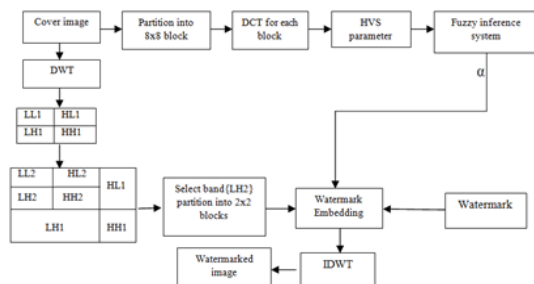 Cover image
Partition into
8x8 block
DCT for each
block
HVS
parameter
Fuzzy inference
system
α
DWT
LL1 HL1
LH1 HH1
LL2 HL2
HL1
LH2 HH2
LH1 HH1
Select band{LH2}
partition into 2x2
blocks
Watermark
Embedding
Watermark
Watermarked
image
IDWT